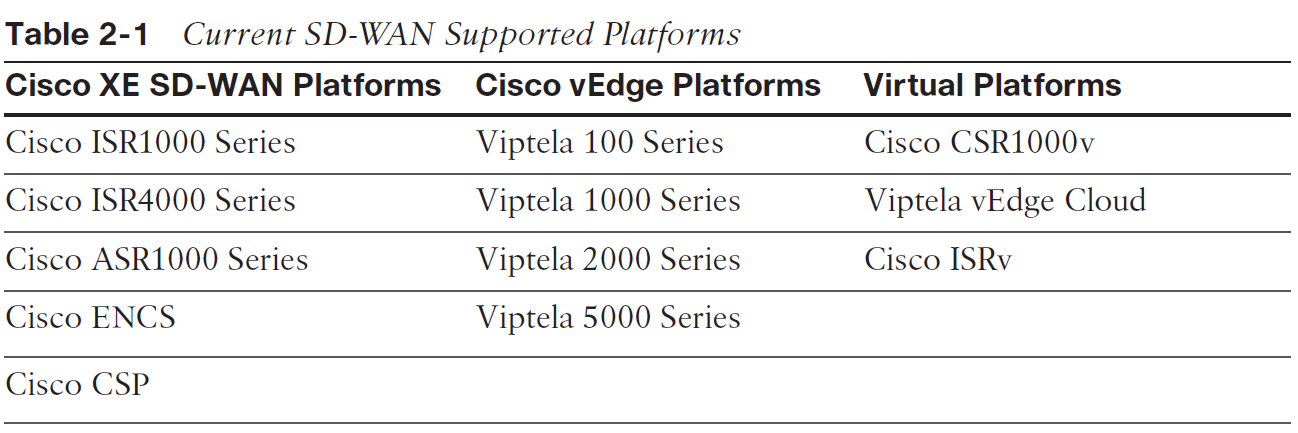 Table 2-1 Current SD-WAN Supported Platforms
Cisco XE SD-WAN Platforms Cisco vEdge Platforms Virtual Platforms
Cisco ISR1000 Series Viptela 100 Series Cisco CSR1000v
Cisco ISR4000 Series Viptela 1000 Series Viptela vEdge Cloud
Cisco ASR1000 Series Viptela 2000 Series Cisco ISRv
Cisco ENCS Viptela 5000 Series
Cisco CSP